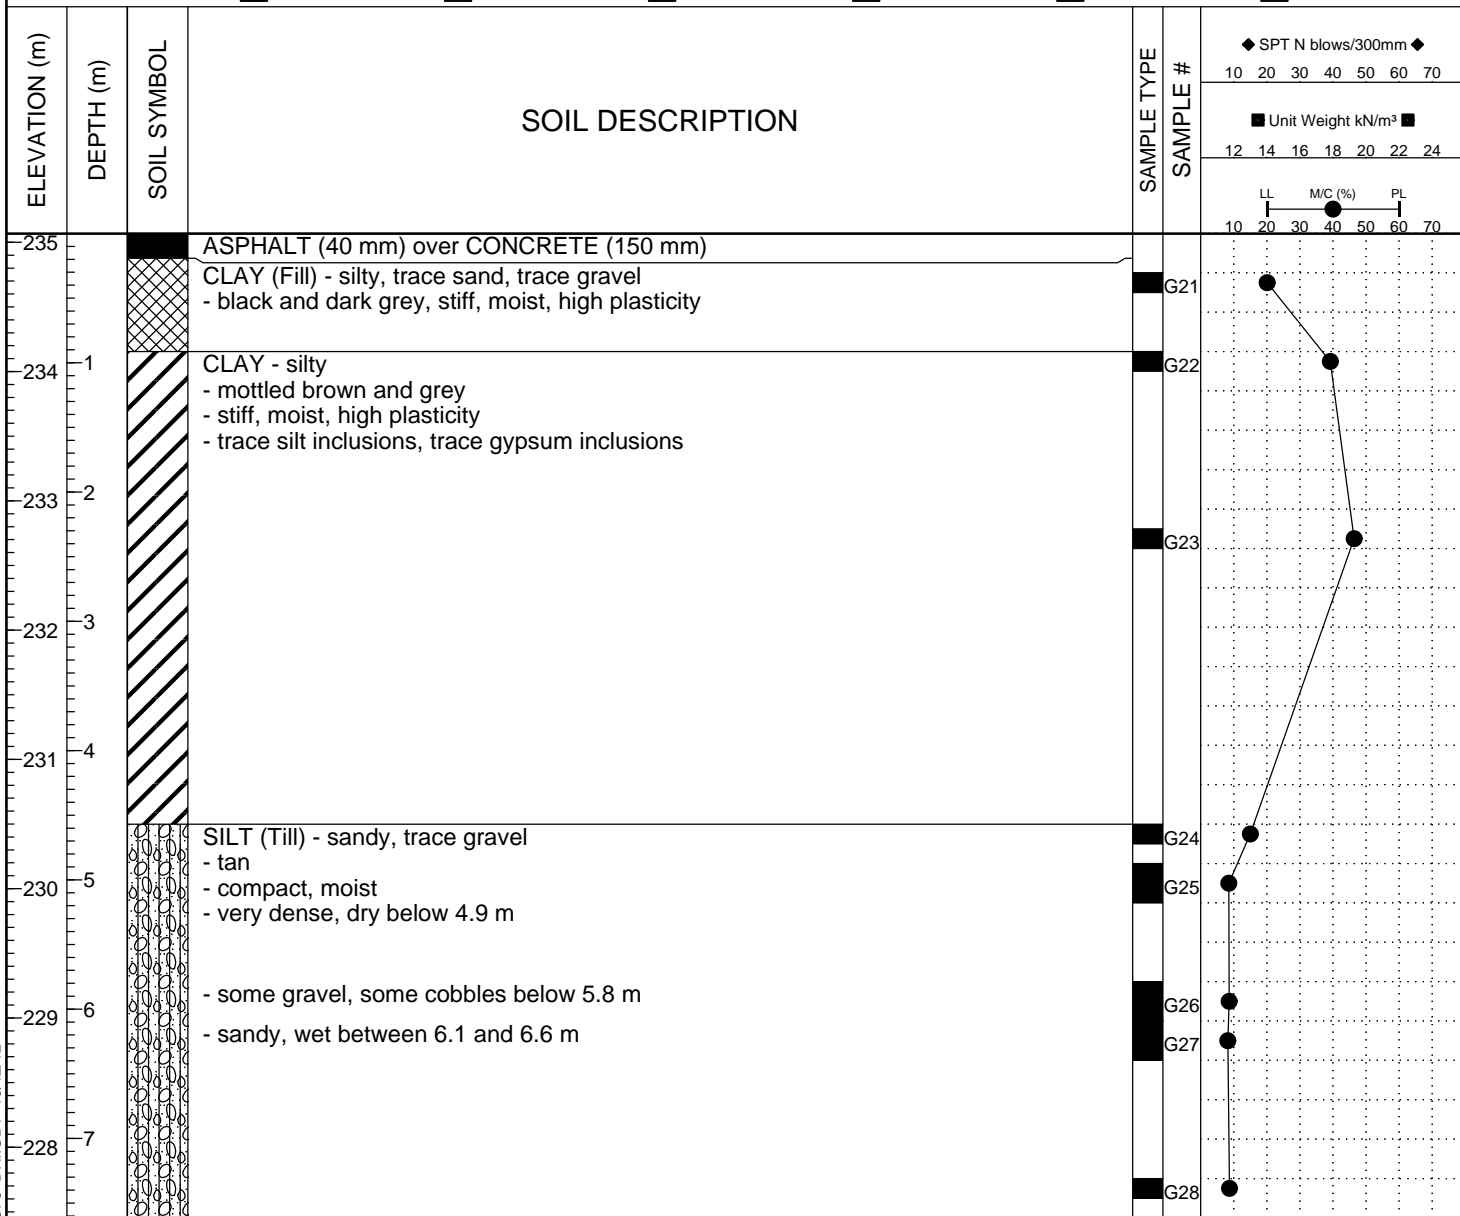 ELEVATION (m)
DEPTH (m)
SOIL SYMBOL
SOIL DESCRIPTION
SAMPLE TYPE
SAMPLE #
◆ SPT N blows/300mm ◆
10 20 30 40 50 60 70
■ Unit Weight kN/m³ ■
12 14 16 18 20 22 24
LL M/C (%) PL
10 20 30 40 50 60 70
235
ASPHALT (40 mm) over CONCRETE (150 mm)
CLAY (Fill) - silty, trace sand, trace gravel
G21
- black and dark grey, stiff, moist, high plasticity
234
1
CLAY - silty
G22
- mottled brown and grey
- stiff, moist, high plasticity
- trace silt inclusions, trace gypsum inclusions
233
2
G23
232
3
231
4
SILT (Till) - sandy, trace gravel
G24
- tan
230
5
- compact, moist
G25
- very dense, dry below 4.9 m
- some gravel, some cobbles below 5.8 m
229
6
G26
- sandy, wet between 6.1 and 6.6 m
G27
228
7
G28